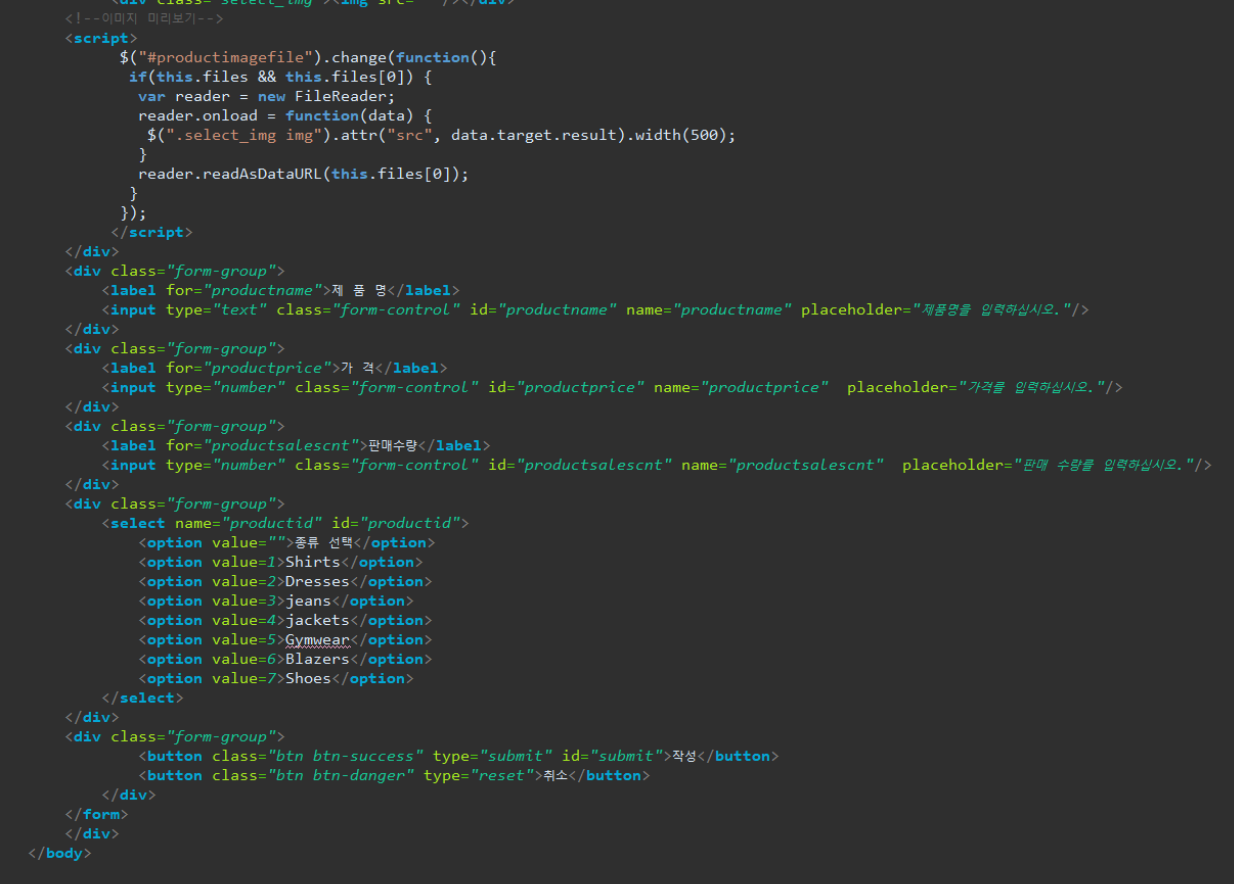 <div class="select_img"><img src="" /></div>
<!--이미지 미리보기-->
<script>
$("#productimagefile").change(function(){
if(this.files && this.files[0]) {
var reader = new FileReader;
reader.onload = function(data) {
$(".select_img img").attr("src", data.target.result).width(500);
}
reader.readAsDataURL(this.files[0]);
}
});
</script>
</div>
<div class="form-group">
<label for="productname">제 품 명</label>
<input type="text" class="form-control" id="productname" name="productname" placeholder="제품명를 입력하십시오."/>
</div>
<div class="form-group">
<label for="productprice">가 격</label>
<input type="number" class="form-control" id="productprice" name="productprice"  placeholder="가격를 입력하십시오."/>
</div>
<div class="form-group">
<label for="productsalescnt">판매수량</label>
<input type="number" class="form-control" id="productsalescnt" name="productsalescnt"  placeholder="판매 수량를 입력하십시오."/>
</div>
<div class="form-group">
<select name="productid" id="productid">
<option value="">종류 선택</option>
<option value=1>Shirts</option>
<option value=2>Dresses</option>
<option value=3>jeans</option>
<option value=4>jackets</option>
<option value=5>Gymwear</option>
<option value=6>Blazers</option>
<option value=7>Shoes</option>
</select>
</div>
<div class="form-group">
<button class="btn btn-success" type="submit" id="submit">작성</button>
<button class="btn btn-danger" type="reset">취소</button>
</div>
</form>
</div>
</body>